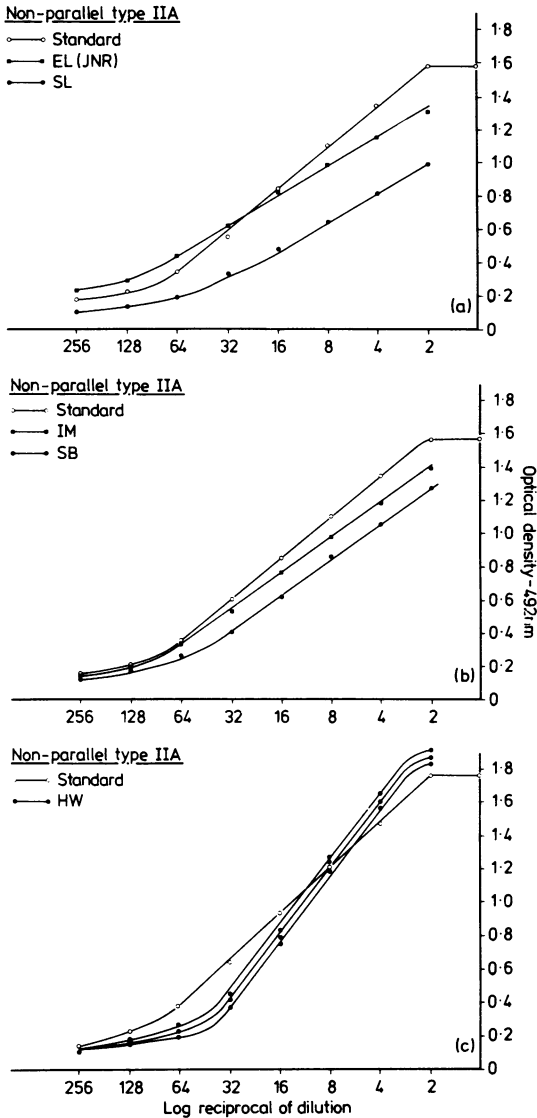 Non-parallel type IIA
Standard
EL (JNR)
SL
1·8
1·6
1·4
1·2
1·0
0·8
0·6
0·4
0·2
0
(a)
256 128 64 32 16 8 4 2
Non-parallel type IIA
Standard
IM
SB
1·8
1·6
1·4
1·2
1·0
0·8
0·6
0·4
0·2
0
(b)
256 128 64 32 16 8 4 2
Optical density-492nm
Non-parallel type IIA
Standard
HW
1·8
1·6
1·4
1·2
1·0
0·8
0·6
0·4
0·2
0
(c)
256 128 64 32 16 8 4 2
Log reciprocal of dilution